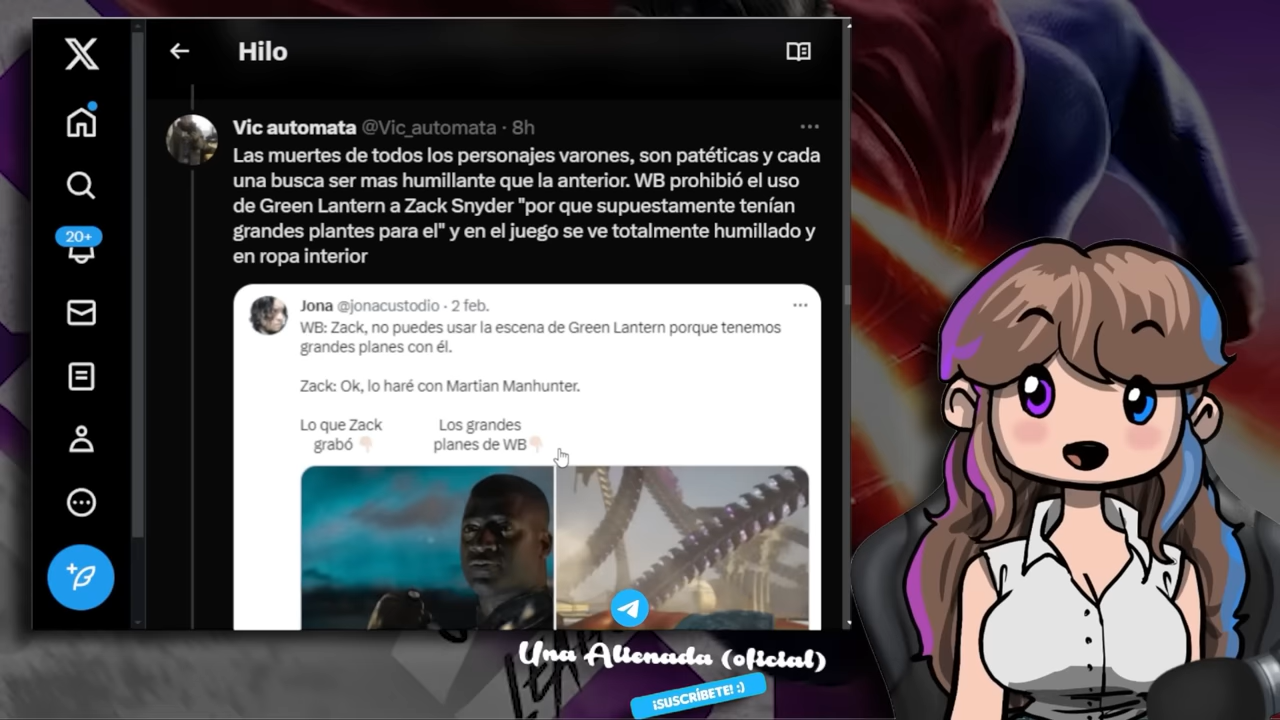 Hilo
20+
Vic automata @Vic_automata · 8h
Las muertes de todos los personajes varones, son patéticas y cada
una busca ser mas humillante que la anterior. WB prohibió el uso
de Green Lantern a Zack Snyder "por que supuestamente tenían
grandes plantes para el" y en el juego se ve totalmente humillado y
en ropa interior
Jona @jonacustodio · 2 feb.
WB: Zack, no puedes usar la escena de Green Lantern porque tenemos
grandes planes con él.
Zack: Ok, lo haré con Martian Manhunter.
Lo que Zack Los grandes
grabó👇🏻 planes de WB👇🏻
Una Alienada (oficial)
¡SUSCRÍBETE! :)